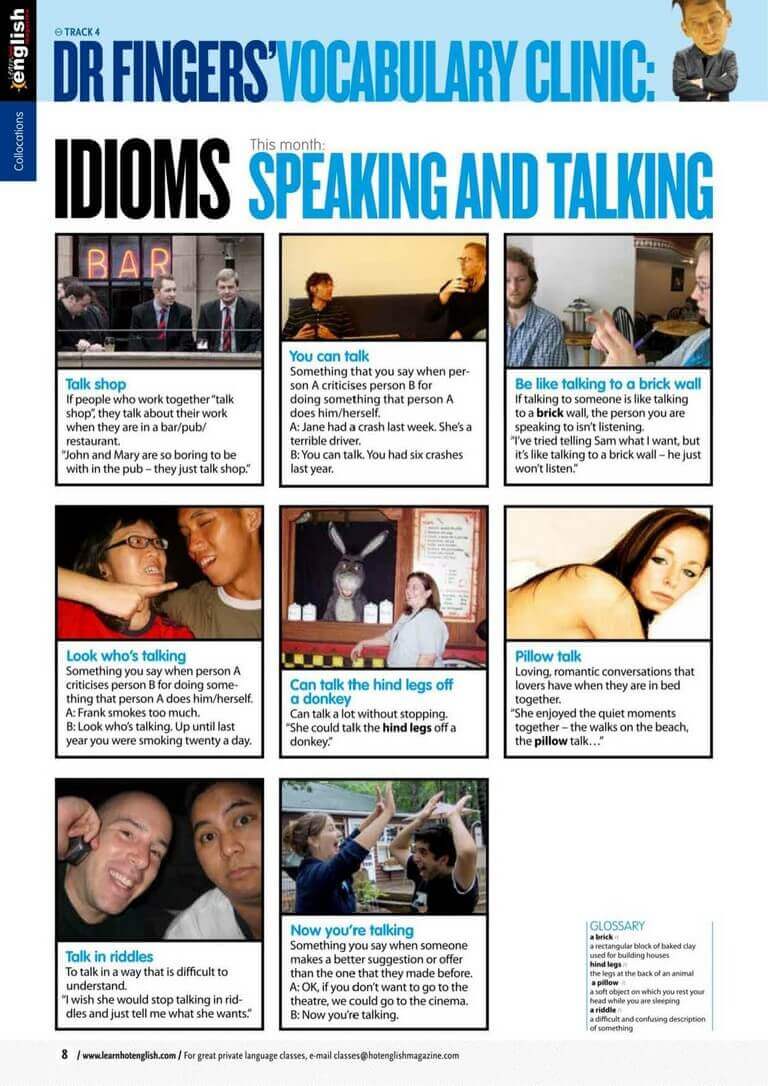 Learn hot
english
magazine
Collocations
TRACK 4
DR FINGERS' VOCABULARY CLINIC:
IDIOMS
This month:
SPEAKING AND TALKING
BAR
Talk shop
If people who work together "talk
shop", they talk about their work
when they are in a bar/pub/
restaurant.
"John and Mary are so boring to be
with in the pub – they just talk shop."
You can talk
Something that you say when per-
son A criticises person B for
doing something that person A
does him/herself.
A: Jane had a crash last week. She's a
terrible driver.
B: You can talk. You had six crashes
last year.
Be like talking to a brick wall
If talking to someone is like talking
to a brick wall, the person you are
speaking to isn't listening.
"I've tried telling Sam what I want, but
it's like talking to a brick wall – he just
won't listen."
Look who's talking
Something you say when person A
criticises person B for doing some-
thing that person A does him/herself.
A: Frank smokes too much.
B: Look who's talking. Up until last
year you were smoking twenty a day.
Can talk the hind legs off
a donkey
Can talk a lot without stopping.
"She could talk the hind legs off a
donkey."
Pillow talk
Loving, romantic conversations that
lovers have when they are in bed
together.
"She enjoyed the quiet moments
together – the walks on the beach,
the pillow talk…"
Talk in riddles
To talk in a way that is difficult to
understand.
"I wish she would stop talking in rid-
dles and just tell me what she wants."
Now you're talking
Something you say when someone
makes a better suggestion or offer
than the one that they made before.
A: OK, if you don't want to go to the
theatre, we could go to the cinema.
B: Now you're talking.
GLOSSARY
a brick n
a rectangular block of baked clay
used for building houses
hind legs n
the legs at the back of an animal
a pillow n
a soft object on which you rest your
head while you are sleeping
a riddle n
a difficult and confusing description
of something
8 / www.learnhotenglish.com / For great private language classes, e-mail classes@hotenglishmagazine.com